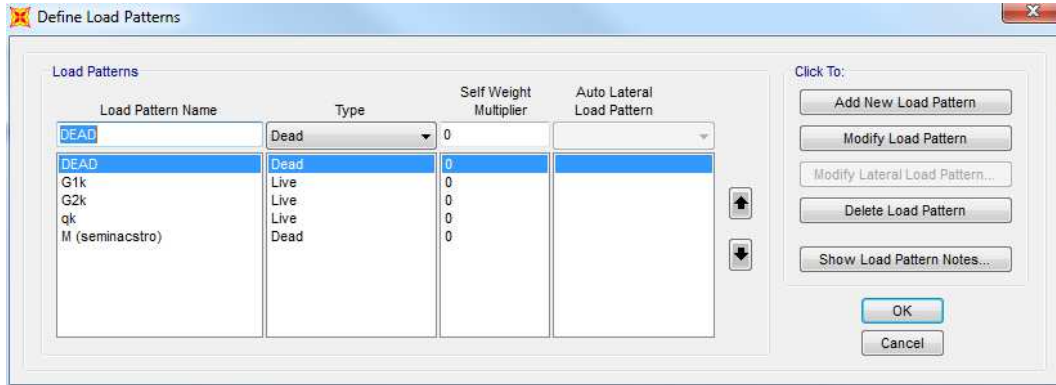 Define Load Patterns
Load Patterns
Load Pattern Name Type Self Weight Multiplier Auto Lateral Load Pattern
DEAD Dead 0
DEAD Dead 0
G1k Live 0
G2k Live 0
qk Live 0
M (seminacstro) Dead 0
Click To:
Add New Load Pattern
Modify Load Pattern
Modify Lateral Load Pattern...
Delete Load Pattern
Show Load Pattern Notes...
OK
Cancel